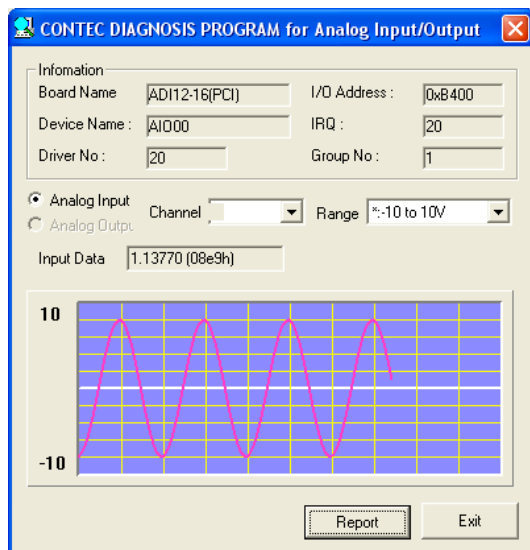 CONTEC DIAGNOSIS PROGRAM for Analog Input/Output
Infomation
Board Name ADI12-16(PCI) I/O Address : 0xB400
Device Name : AIO00 IRQ : 20
Driver No : 20 Group No : 1
Analog Input
Analog Outpu
Channel Range *:-10 to 10V
Input Data 1.13770 (08e9h)
10
-10
Report Exit